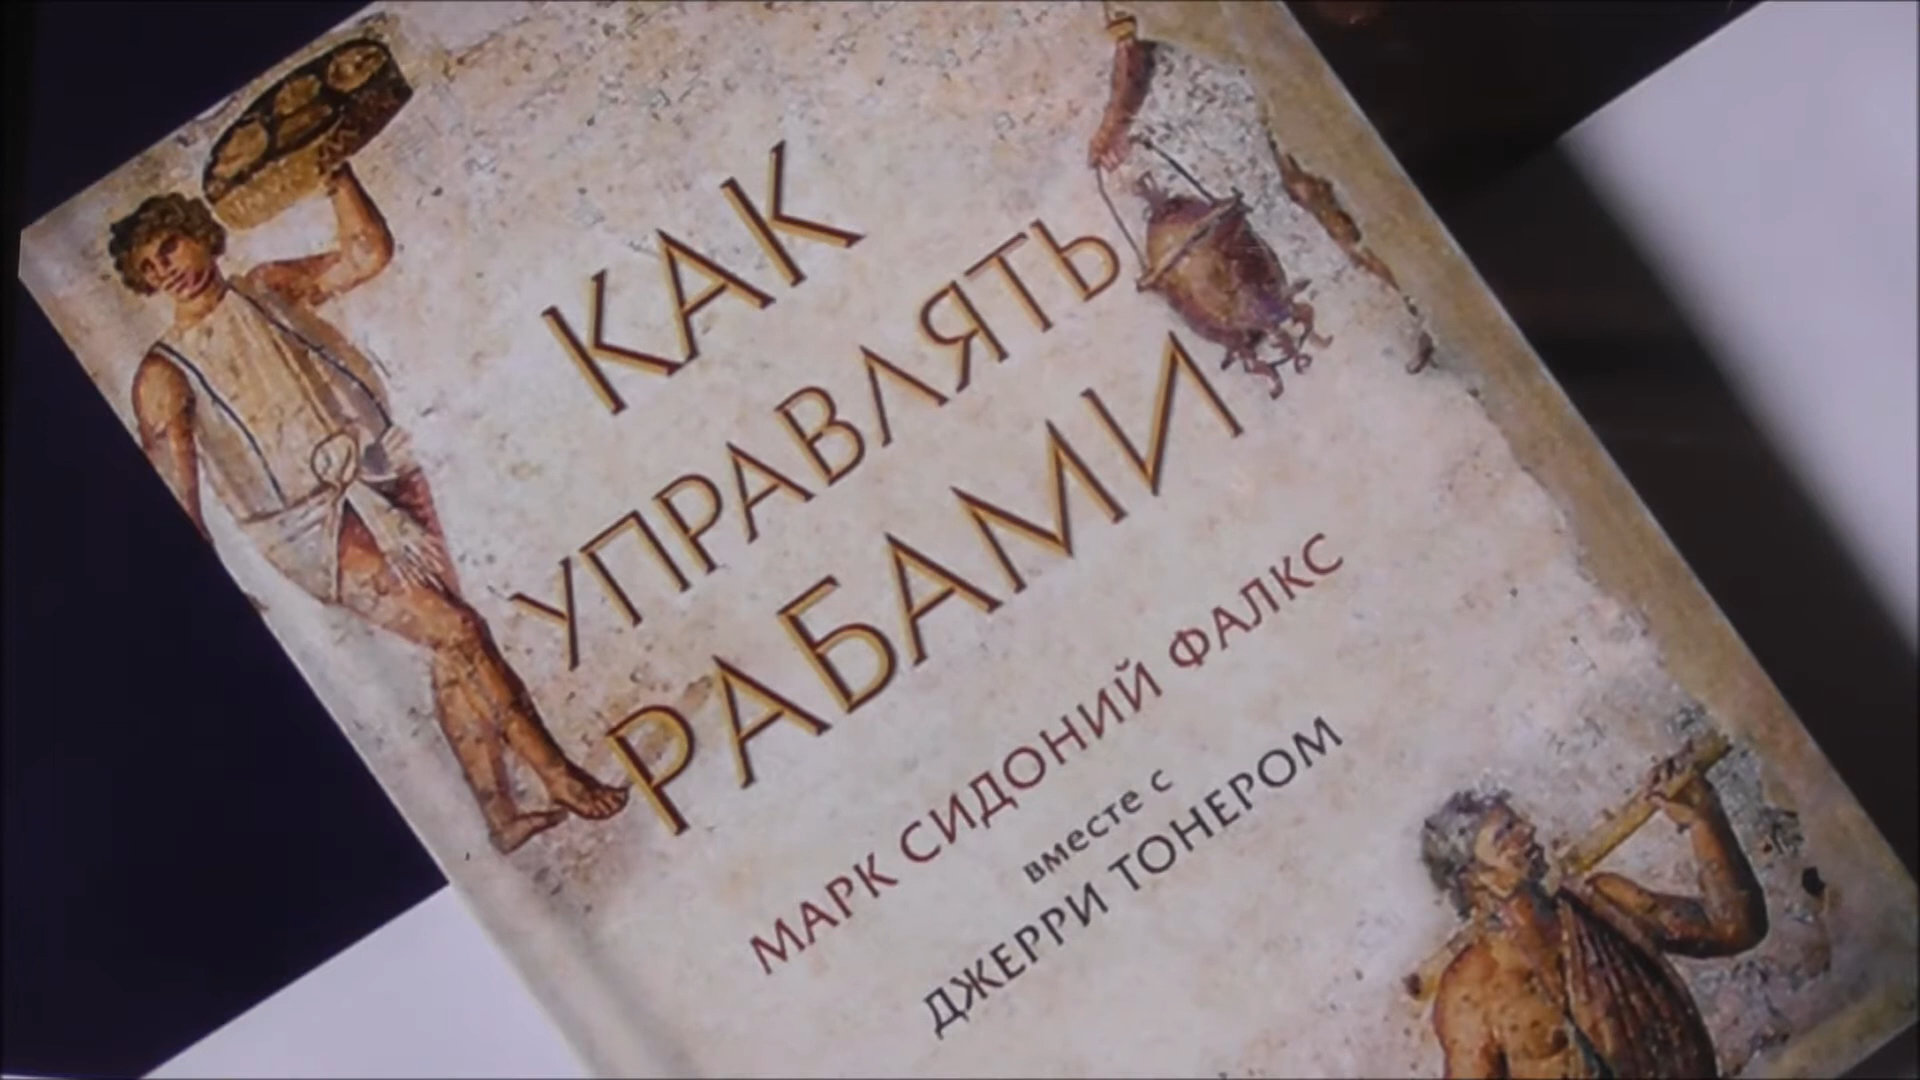 КАК
УПРАВЛЯТЬ
РАБАМИ
МАРК СИДОНИЙ ФАЛКС
вместе с
ДЖЕРРИ ТОНЕРОМ